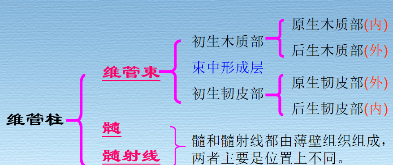 原生木质部(内)
初生木质部
后生木质部(外)
维管束
束中形成层
原生韧皮部(外)
初生韧皮部
后生韧皮部(内)
维管柱
髓
髓和髓射线都由薄壁组织组成，
髓射线
两者主要是位置上不同。